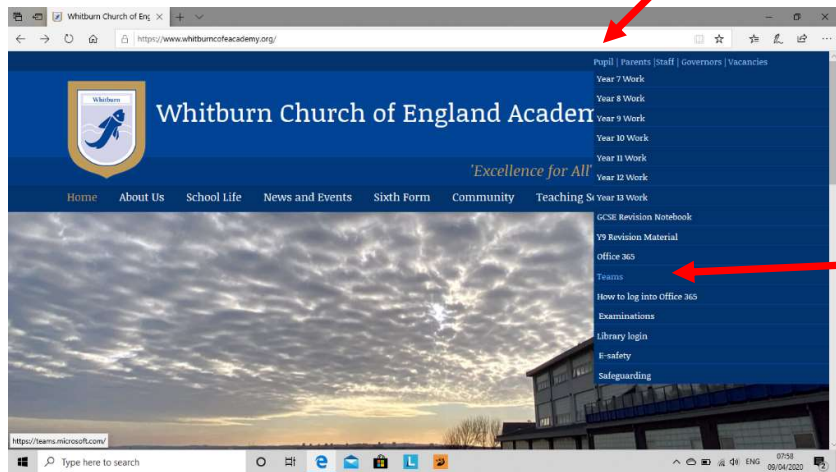 Whitburn Church of Eng
https://www.whitburncofeacademy.org/
Pupil | Parents |Staff | Governors | Vacancies
Whitburn
Whitburn Church of England Academ
'Excellence for All'
Home About Us School Life News and Events Sixth Form Community Teaching S
Year 7 Work
Year 8 Work
Year 9 Work
Year 10 Work
Year 11 Work
Year 12 Work
Year 13 Work
GCSE Revision Notebook
Y9 Revision Material
Office 365
Teams
How to log into Office 365
Examinations
Library login
E-safety
Safeguarding
https://teams.microsoft.com/
Type here to search
ENG
07:58
09/04/2020